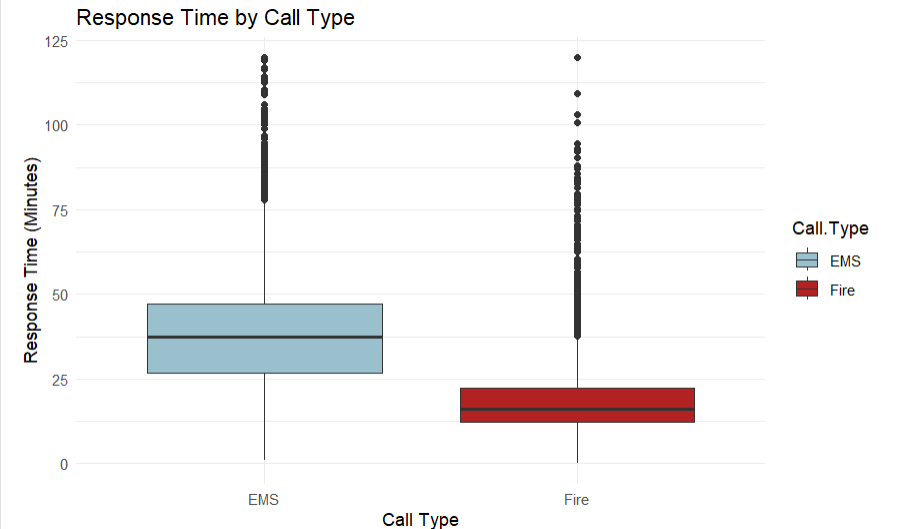 Response Time by Call Type
Response Time (Minutes)
125
100
75
50
25
0
EMS
Fire
Call Type
Call.Type
EMS
Fire